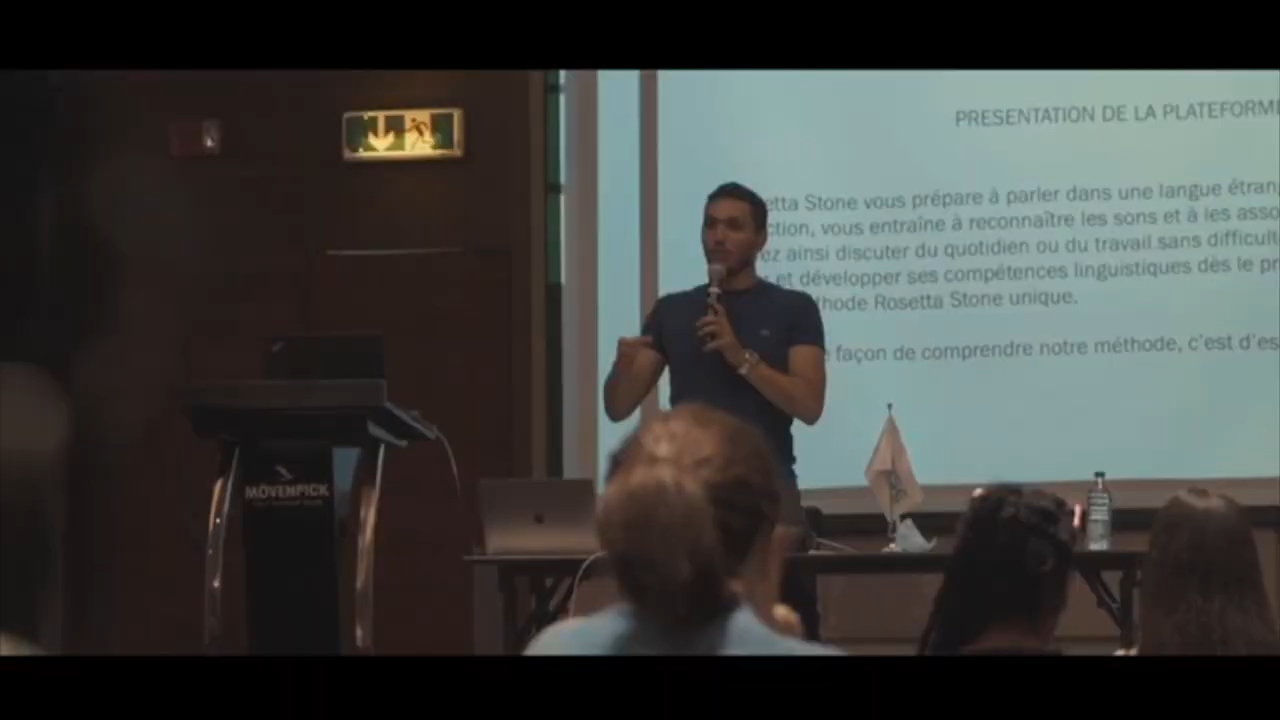 PRESENTATION DE LA PLATEFORME
etta Stone vous prépare à parler dans une langue étran
ction, vous entraîne à reconnaître les sons et à les asso
ez ainsi discuter du quotidien ou du travail sans difficult
et développer ses compétences linguistiques dès le pr
thode Rosetta Stone unique.
façon de comprendre notre méthode, c'est d'es
MÖVENPICK